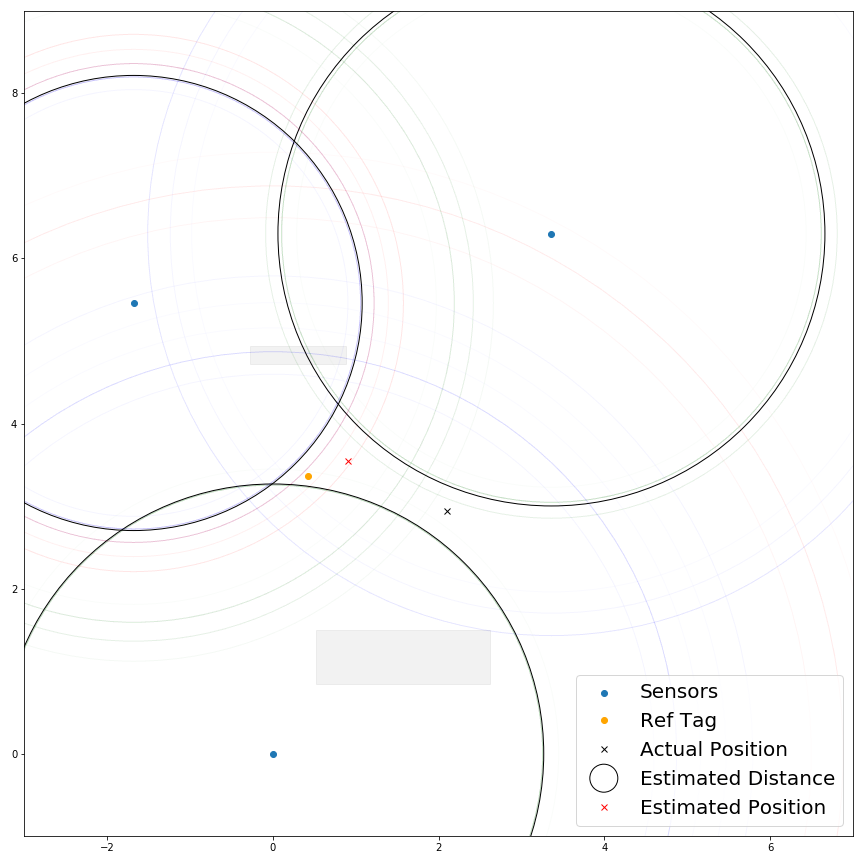 8
6
4
2
0
−2
0
2
4
6
Sensors
Ref Tag
Actual Position
Estimated Distance
Estimated Position